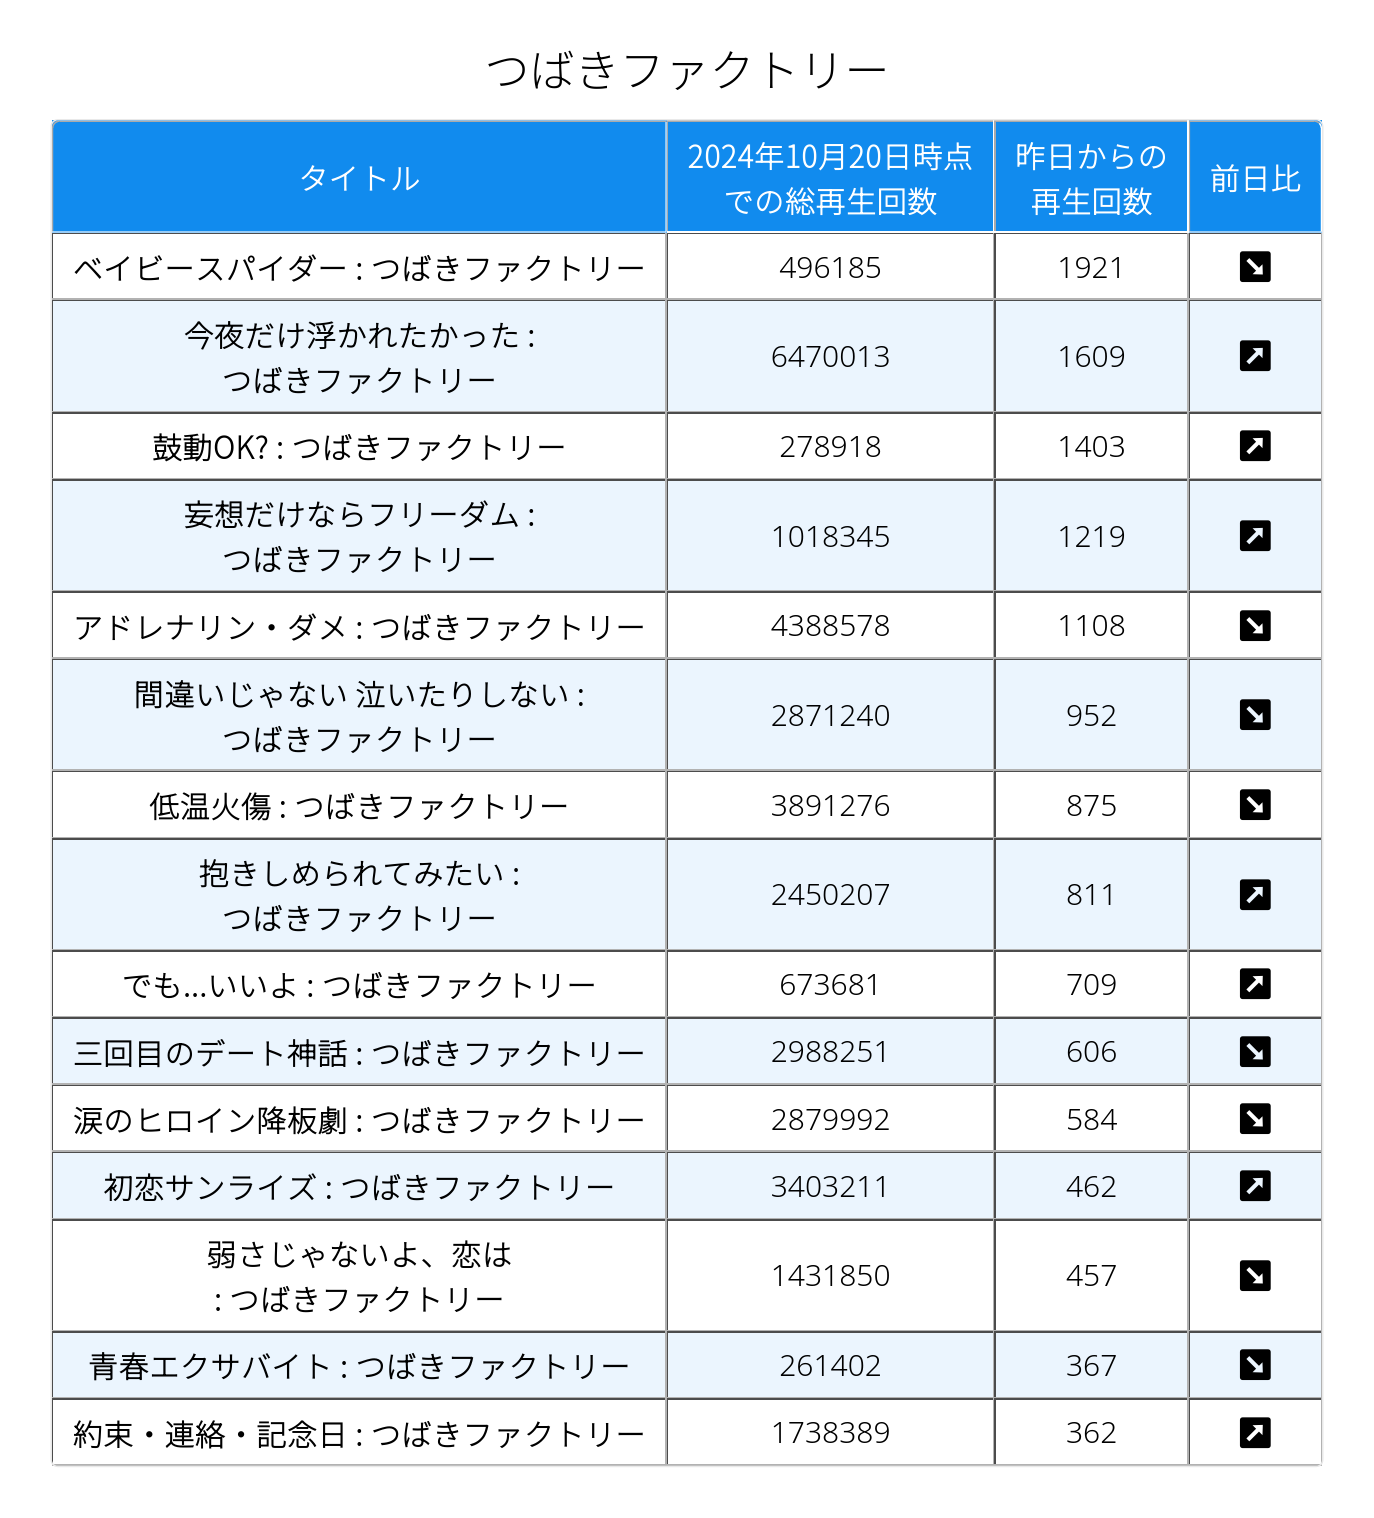 つばきファクトリー
タイトル
2024年10月20日時点
での総再生回数
昨日からの
再生回数
前日比
ベイビースパイダー : つばきファクトリー 496185 1921 ↘
今夜だけ浮かれたかった :
つばきファクトリー 6470013 1609 ↗
鼓動OK? : つばきファクトリー 278918 1403 ↗
妄想だけならフリーダム :
つばきファクトリー 1018345 1219 ↗
アドレナリン・ダメ : つばきファクトリー 4388578 1108 ↘
間違いじゃない 泣いたりしない :
つばきファクトリー 2871240 952 ↘
低温火傷 : つばきファクトリー 3891276 875 ↘
抱きしめられてみたい :
つばきファクトリー 2450207 811 ↗
でも...いいよ : つばきファクトリー 673681 709 ↗
三回目のデート神話 : つばきファクトリー 2988251 606 ↘
涙のヒロイン降板劇 : つばきファクトリー 2879992 584 ↘
初恋サンライズ : つばきファクトリー 3403211 462 ↗
弱さじゃないよ、恋は
: つばきファクトリー 1431850 457 ↘
青春エクサバイト : つばきファクトリー 261402 367 ↘
約束・連絡・記念日 : つばきファクトリー 1738389 362 ↗